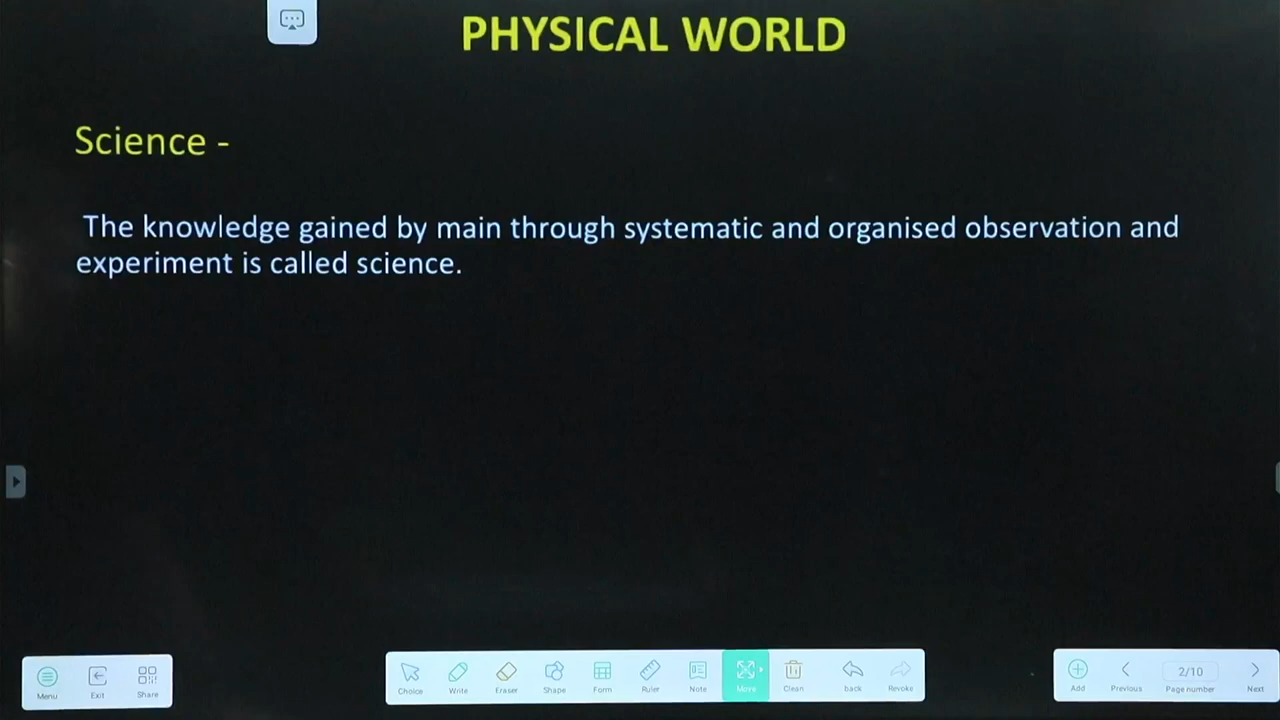 PHYSICAL WORLD
Science -
The knowledge gained by main through systematic and organised observation and
experiment is called science.
Menu Exit Share Choice Write Eraser Shape Form Ruler Note Move Clean back Revoke Add Previous 2/10 Page number Next